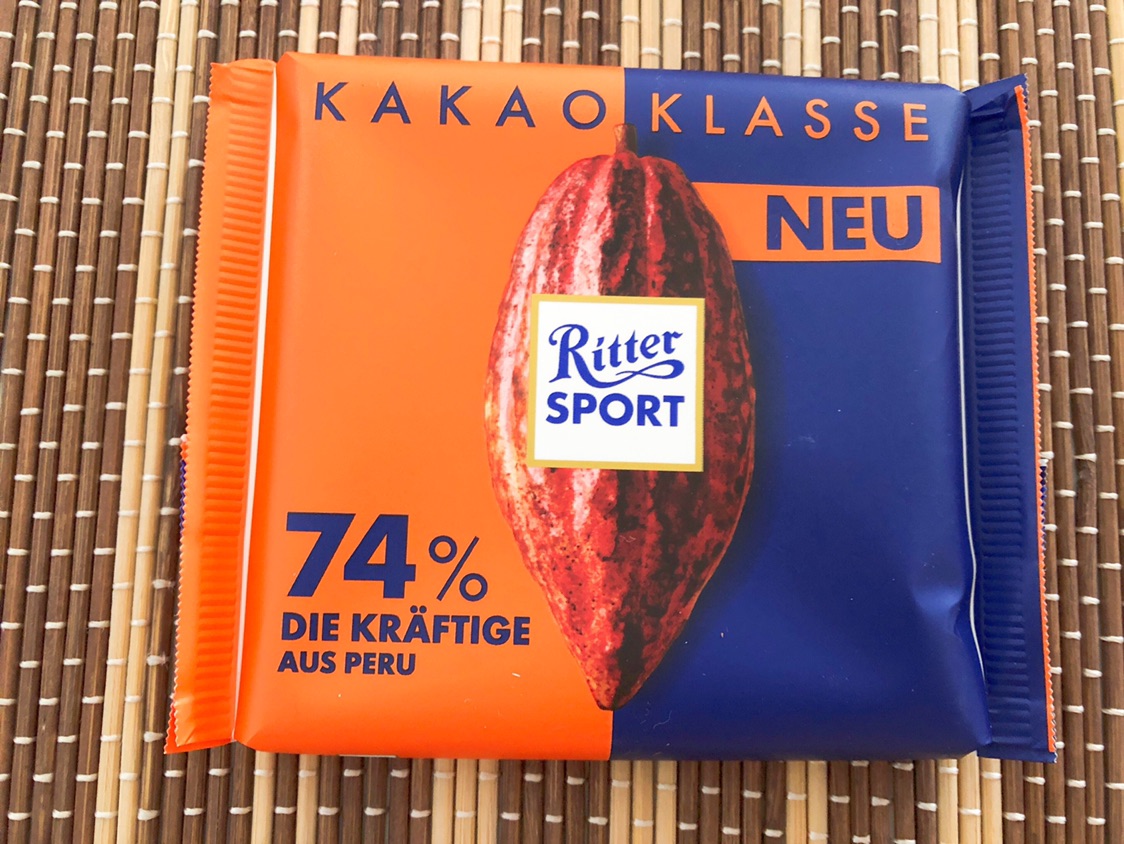 KAKAO KLASSE
NEU
Ritter
SPORT
74%
DIE KRÄFTIGE
AUS PERU